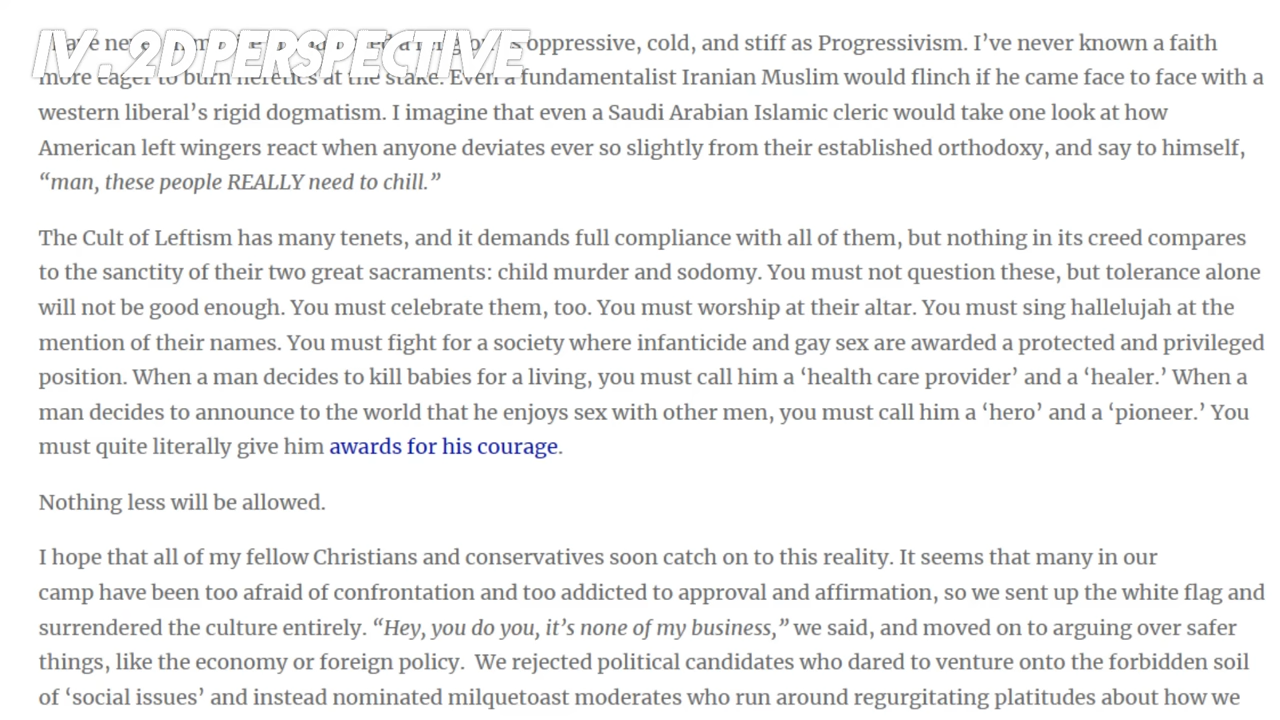 IV . 2D PERSPECTIVE
oppressive, cold, and stiff as Progressivism. I’ve never known a faith
more eager to burn heretics at the stake. Even a fundamentalist Iranian Muslim would flinch if he came face to face with a
western liberal’s rigid dogmatism. I imagine that even a Saudi Arabian Islamic cleric would take one look at how
American left wingers react when anyone deviates ever so slightly from their established orthodoxy, and say to himself,
“man, these people REALLY need to chill.”
The Cult of Leftism has many tenets, and it demands full compliance with all of them, but nothing in its creed compares
to the sanctity of their two great sacraments: child murder and sodomy. You must not question these, but tolerance alone
will not be good enough. You must celebrate them, too. You must worship at their altar. You must sing hallelujah at the
mention of their names. You must fight for a society where infanticide and gay sex are awarded a protected and privileged
position. When a man decides to kill babies for a living, you must call him a ‘health care provider’ and a ‘healer.’ When a
man decides to announce to the world that he enjoys sex with other men, you must call him a ‘hero’ and a ‘pioneer.’ You
must quite literally give him awards for his courage.
Nothing less will be allowed.
I hope that all of my fellow Christians and conservatives soon catch on to this reality. It seems that many in our
camp have been too afraid of confrontation and too addicted to approval and affirmation, so we sent up the white flag and
surrendered the culture entirely. “Hey, you do you, it’s none of my business,” we said, and moved on to arguing over safer
things, like the economy or foreign policy. We rejected political candidates who dared to venture onto the forbidden soil
of ‘social issues’ and instead nominated milquetoast moderates who run around regurgitating platitudes about how we